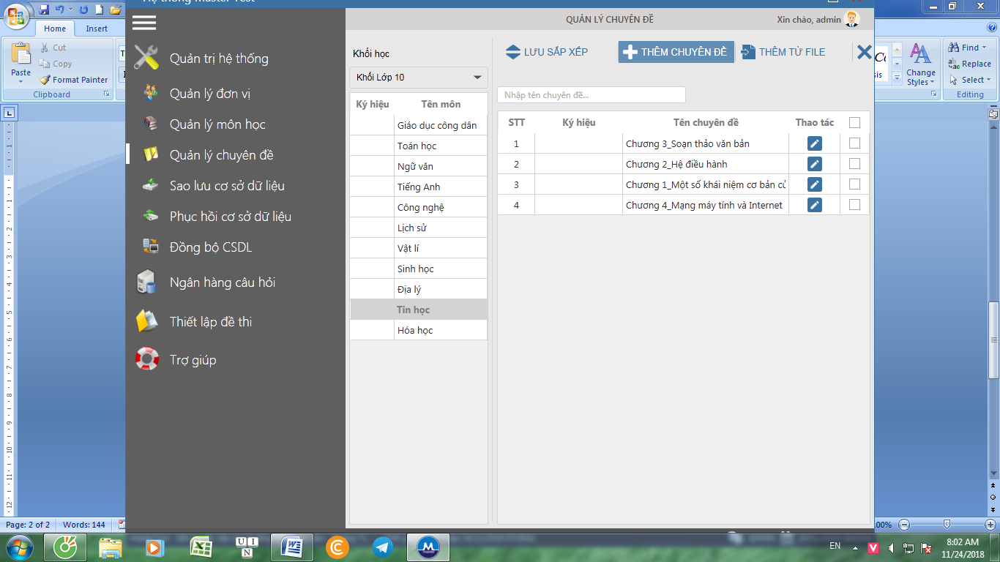 Hệ thống Master Test
Home
Insert
Paste
Cut
Copy
Format Painter
Clipboard
Change
Styles
Find
Replace
Select
Editing
QUẢN LÝ CHUYÊN ĐỀ
Xin chào, admin
Quản trị hệ thống
Quản lý đơn vị
Quản lý môn học
Quản lý chuyên đề
Sao lưu cơ sở dữ liệu
Phục hồi cơ sở dữ liệu
Đồng bộ CSDL
Ngân hàng câu hỏi
Thiết lập đề thi
Trợ giúp
Khối học
Khối Lớp 10
Ký hiệu Tên môn
Giáo dục công dân
Toán học
Ngữ văn
Tiếng Anh
Công nghệ
Lịch sử
Vật lí
Sinh học
Địa lý
Tin học
Hóa học
LƯU SẮP XẾP
THÊM CHUYÊN ĐỀ
THÊM TỪ FILE
Nhập tên chuyên đề...
STT Ký hiệu Tên chuyên đề Thao tác
1 Chương 3_Soạn thảo văn bản
2 Chương 2_Hệ điều hành
3 Chương 1_Một số khái niệm cơ bản củ
4 Chương 4_Mạng máy tính và Internet
Page: 2 of 2
Words: 144
00%
UI
N
EN
8:02 AM
11/24/2018